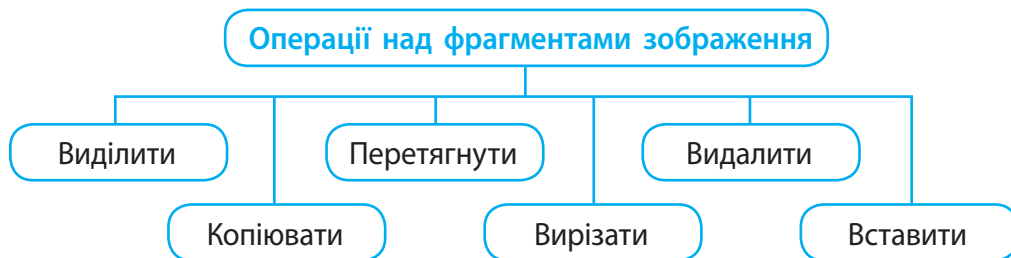 Операції над фрагментами зображення
Виділити
Перетягнути
Видалити
Копіювати
Вирізати
Вставити